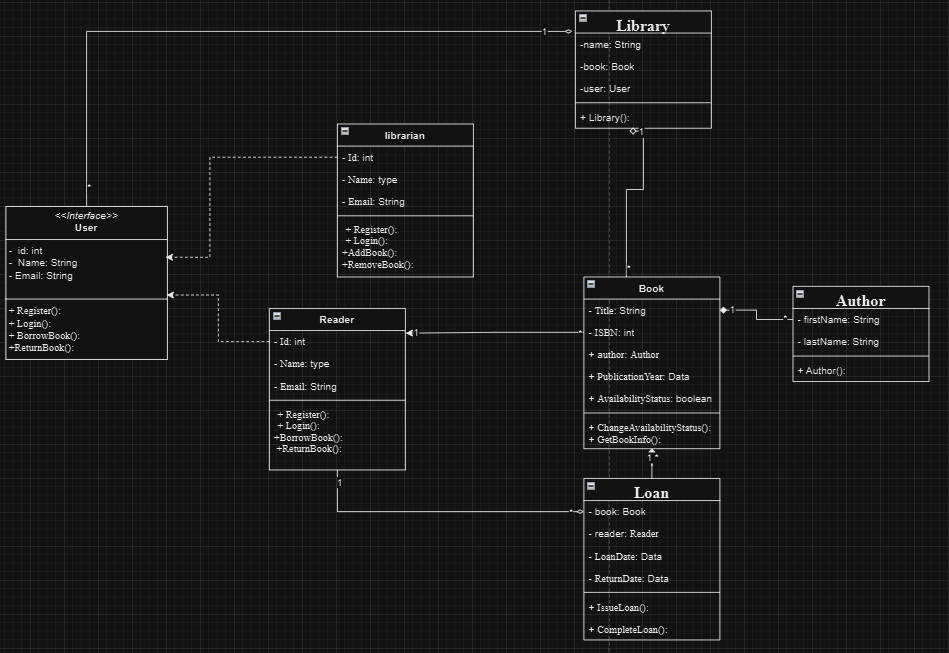 Library
-name: String
-book: Book
-user: User
+ Library():
1
1
*
*
librarian
- Id: int
- Name: type
- Email: String
+ Register():
+ Login():
+AddBook():
+RemoveBook():
<<Interface>>
User
- id: int
- Name: String
- Email: String
+ Register():
+ Login():
+ BorrowBook():
+ReturnBook():
Reader
- Id: int
- Name: type
- Email: String
+ Register():
+ Login():
+BorrowBook():
+ReturnBook():
1
*
1
Book
- Title: String
- ISBN: int
+ author: Author
+ PublicationYear: Data
+ AvailabilityStatus: boolean
+ ChangeAvailabilityStatus():
+ GetBookInfo():
1
*
Author
- firstName: String
- lastName: String
+ Author():
1 *
Loan
- book: Book
- reader: Reader
- LoanDate: Data
- ReturnDate: Data
+ IssueLoan():
+ CompleteLoan():
*